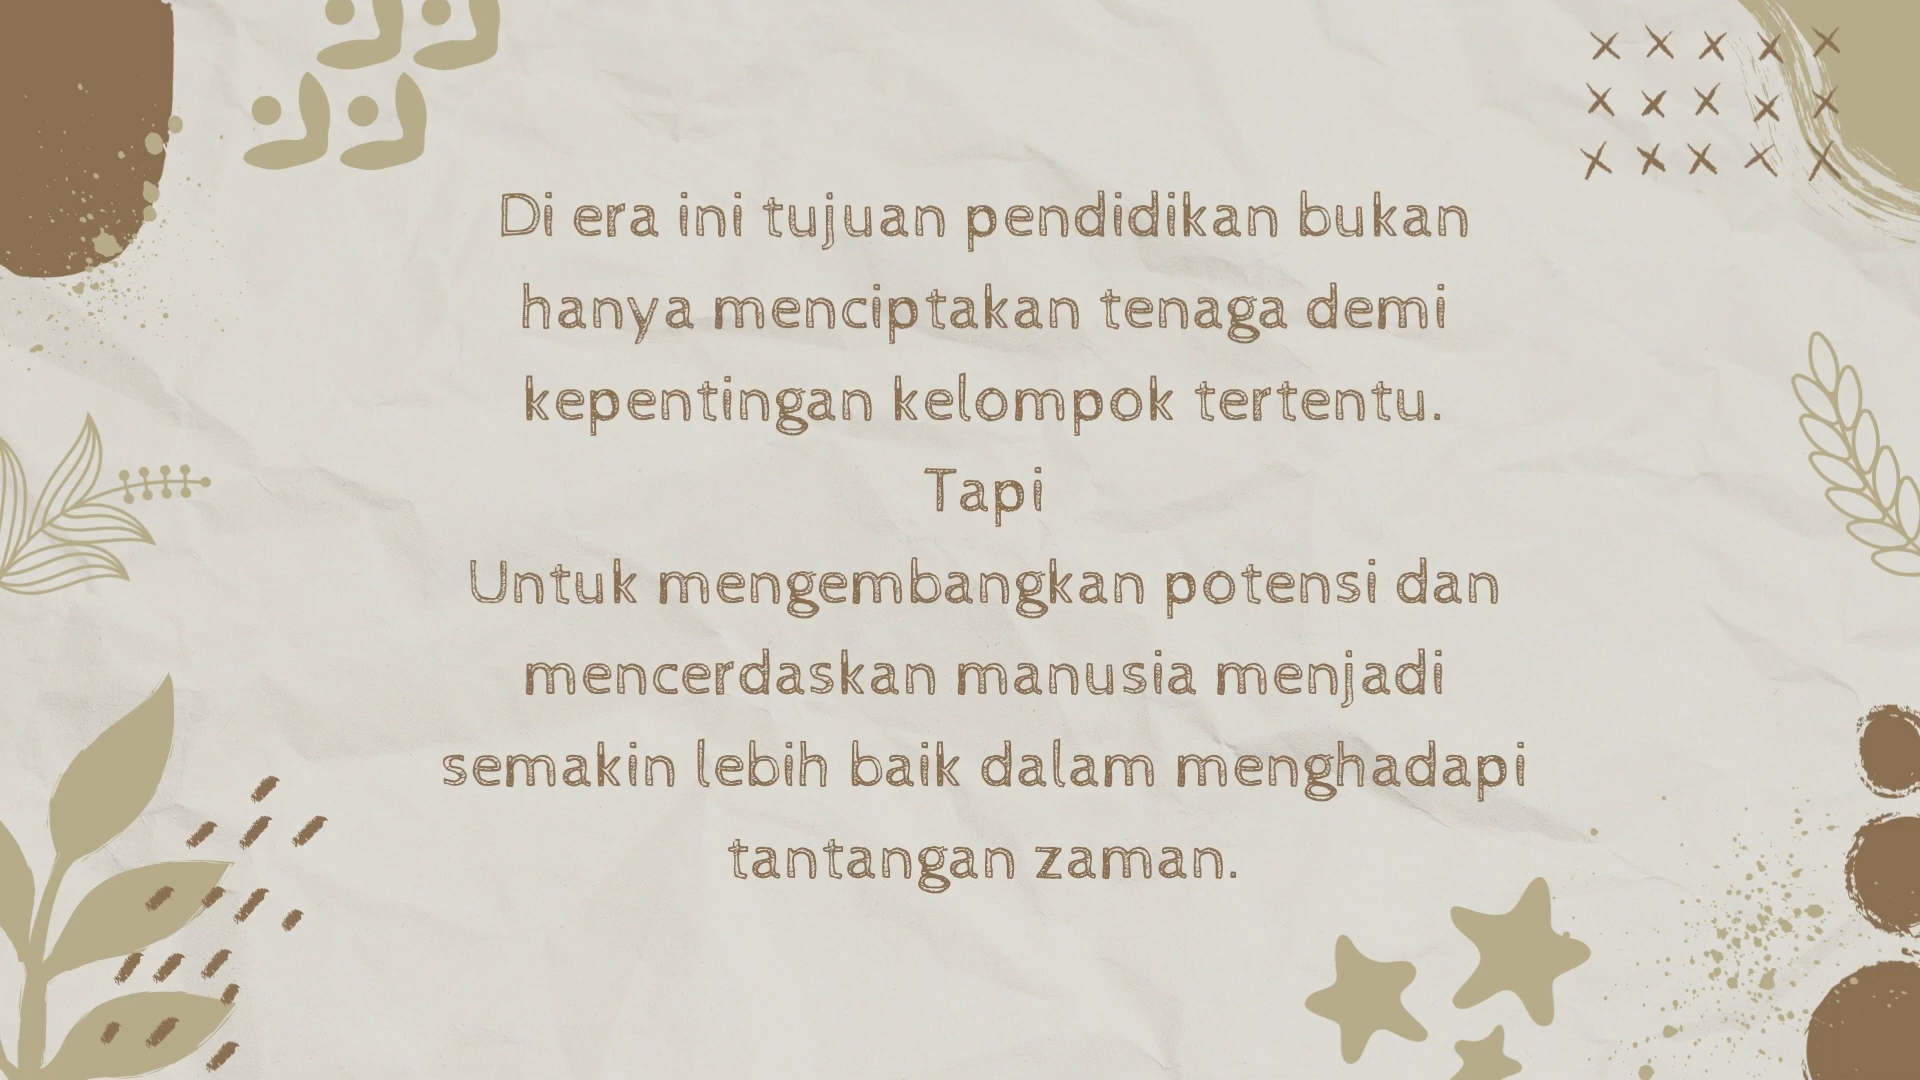 Di era ini tujuan pendidikan bukan
hanya menciptakan tenaga demi
kepentingan kelompok tertentu.
Tapi
Untuk mengembangkan potensi dan
mencerdaskan manusia menjadi
semakin lebih baik dalam menghadapi
tantangan zaman.